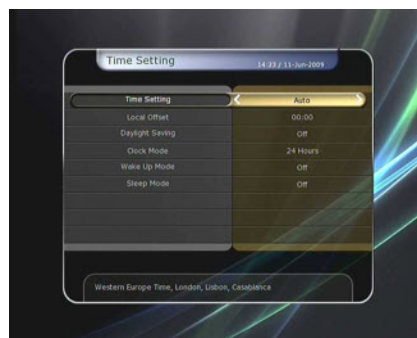 Time Setting 14:23 / 11-Jun-2009
Time Setting Auto
Local Offset 00:00
Daylight Saving Off
Clock Mode 24 Hours
Wake Up Mode Off
Sleep Mode Off
Western Europe Time, London, Lisbon, Casablanca